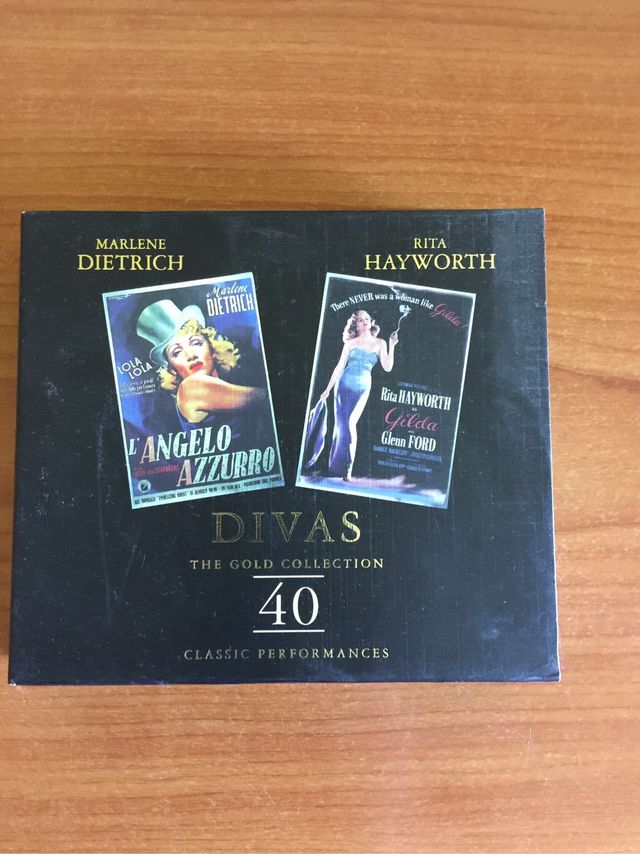 MARLENE
DIETRICH
RITA
HAYWORTH
Marlene
DIETRICH
LOLA
LOLA
L'ANGELO
AZZURRO
There NEVER was a woman like Gilda!
Rita HAYWORTH
as
Gilda
Glenn FORD
DIVAS
THE GOLD COLLECTION
40
CLASSIC PERFORMANCES